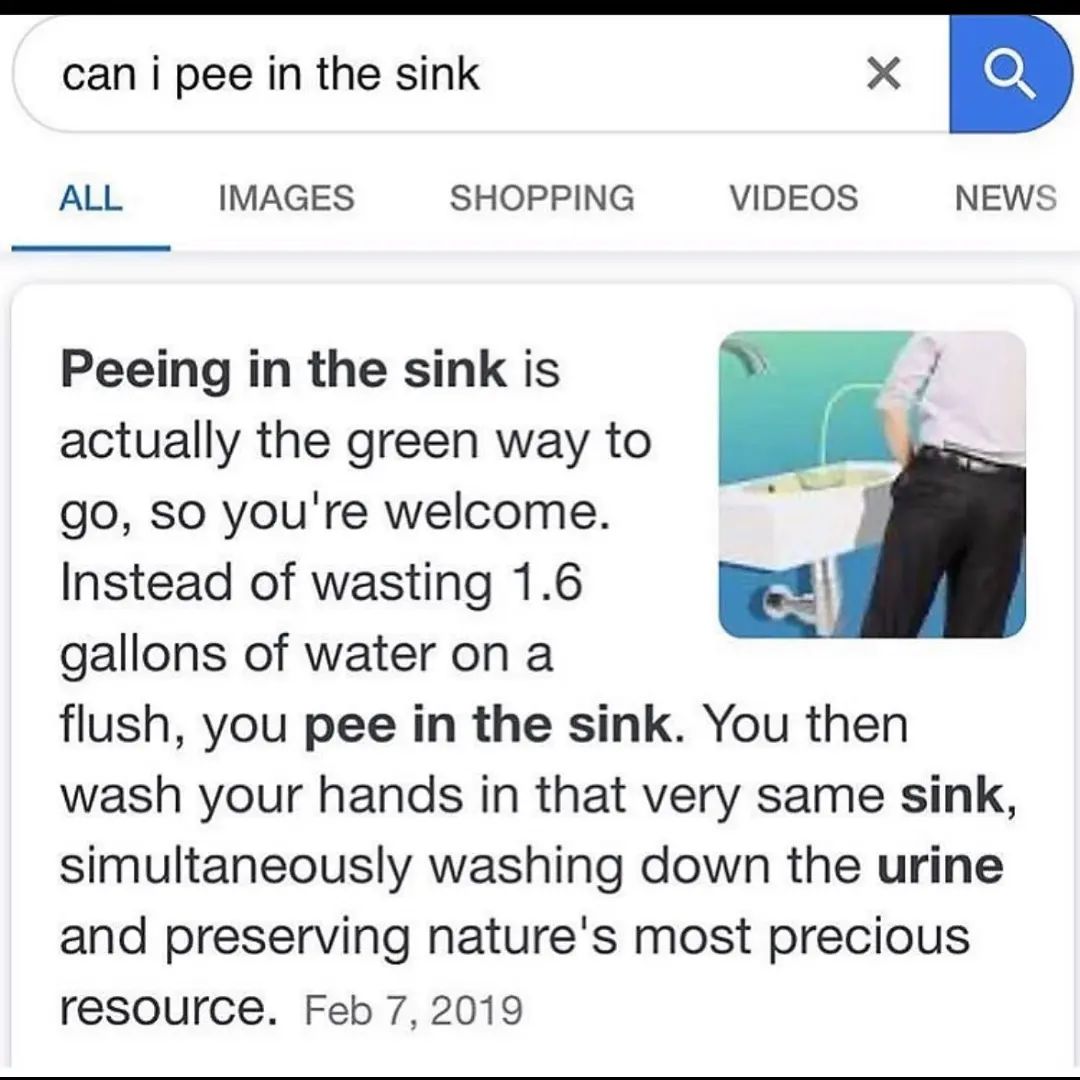 can i pee in the sink
ALL IMAGES SHOPPING VIDEOS NEWS
Peeing in the sink is
actually the green way to
go, so you're welcome.
Instead of wasting 1.6
gallons of water on a
flush, you pee in the sink. You then
wash your hands in that very same sink,
simultaneously washing down the urine
and preserving nature's most precious
resource. Feb 7, 2019